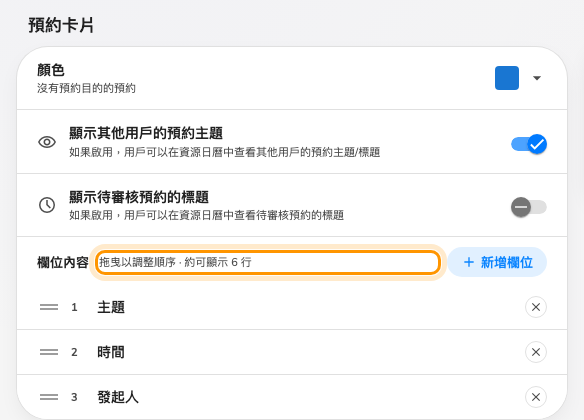 預約卡片
顏色
沒有預約目的的預約
顯示其他用戶的預約主題
如果啟用，用戶可以在資源日曆中查看其他用戶的預約主題/標題
顯示待審核預約的標題
如果啟用，用戶可以在資源日曆中查看待審核預約的標題
欄位內容 拖曳以調整順序 · 約可顯示 6 行 + 新增欄位
1 主題
2 時間
3 發起人